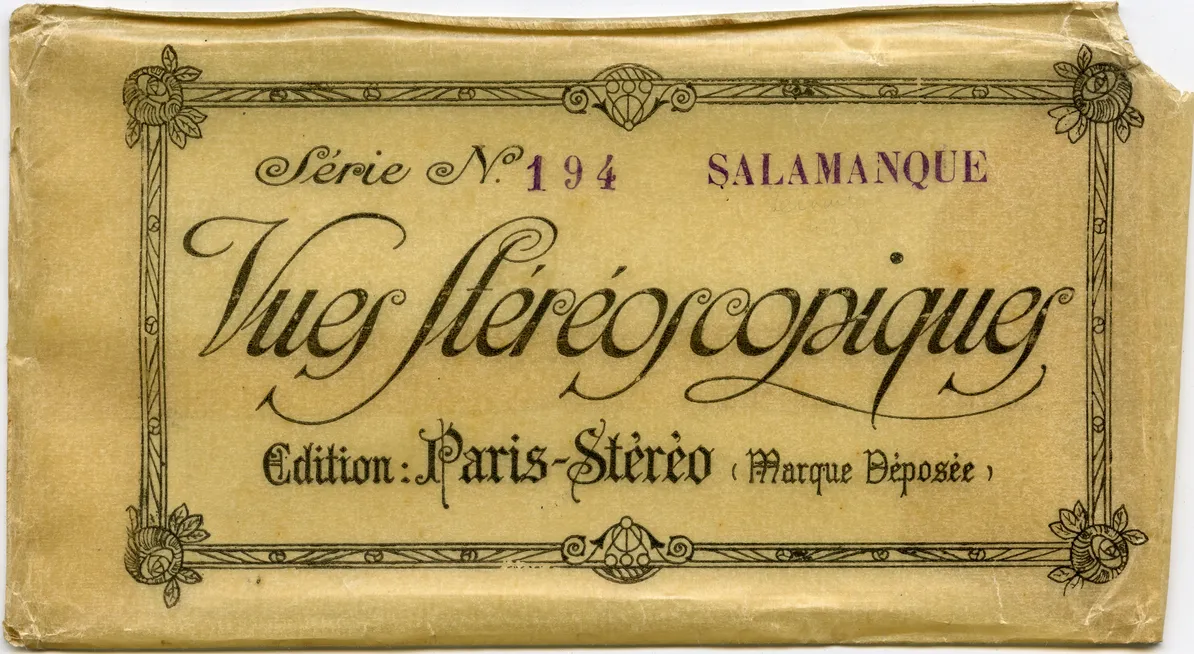 Série N.º 194 SALAMANQUE
Vues Stéréoscopiques
Edition : Paris-Stéréo ( Marque Déposée )